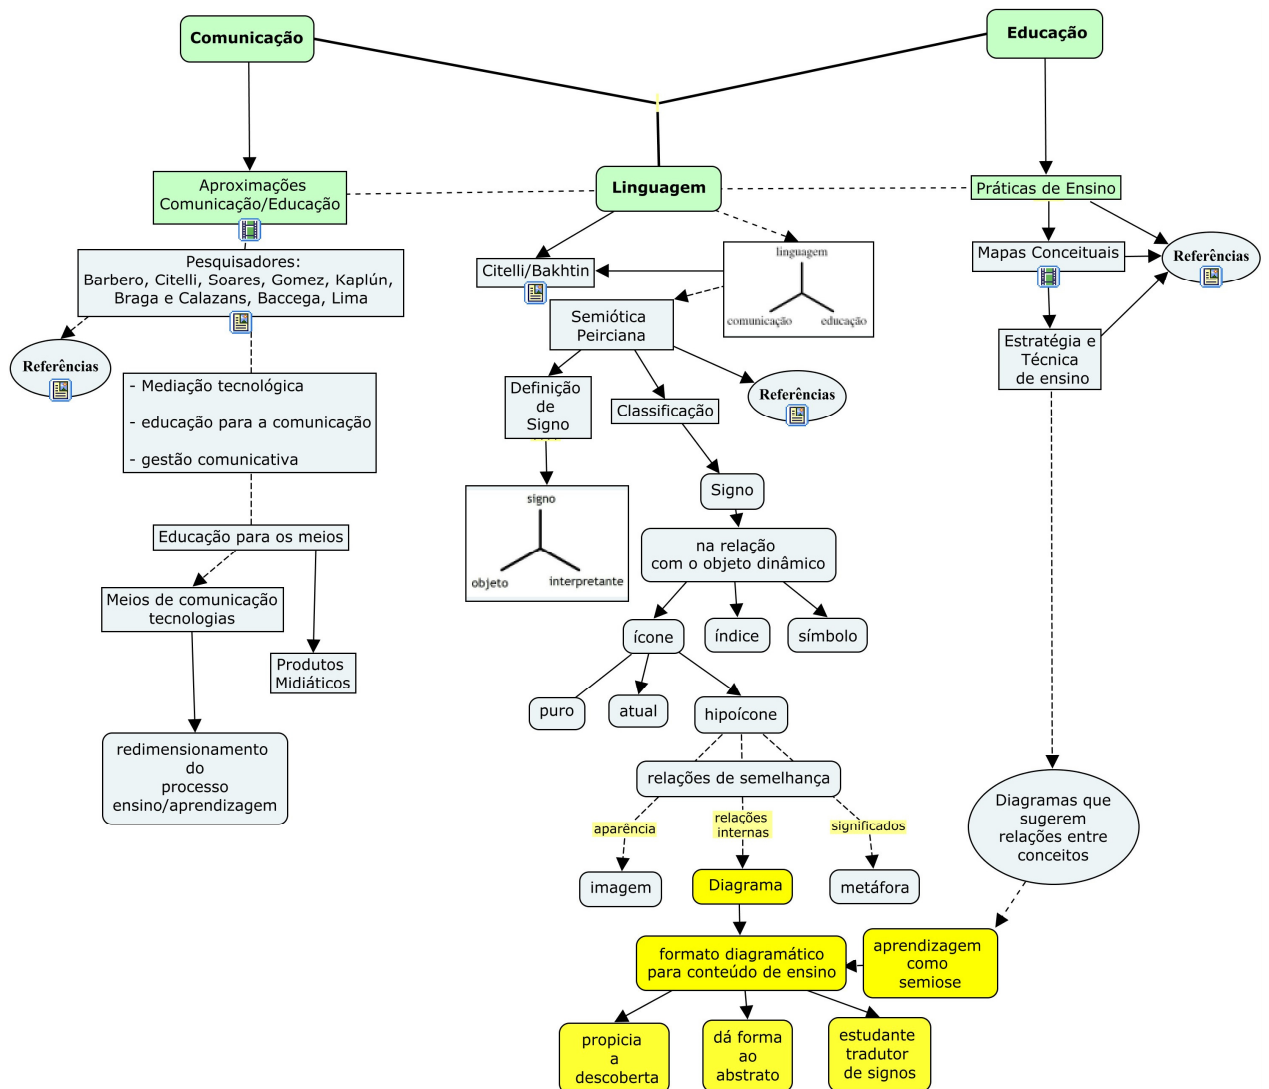 Comunicação
Educação
Linguagem
Aproximações
Comunicação/Educação
Práticas de Ensino
Pesquisadores:
Barbero, Citelli, Soares, Gomez, Kaplún,
Braga e Calazans, Baccega, Lima
Referências
- Mediação tecnológica
- educação para a comunicação
- gestão comunicativa
Educação para os meios
Meios de comunicação
tecnologias
Produtos
Midiáticos
redimensionamento
do
processo
ensino/aprendizagem
Citelli/Bakhtin
linguagem
comunicação
educação
Semiótica
Peirciana
Definição
de
Signo
Classificação
Referências
signo
objeto
interpretante
Signo
na relação
com o objeto dinâmico
ícone
índice
símbolo
puro
atual
hipoícone
relações de semelhança
aparência
relações
internas
significados
imagem
Diagrama
metáfora
formato diagramático
para conteúdo de ensino
propicia
a
descoberta
dá forma
ao
abstrato
estudante
tradutor
de signos
Mapas Conceituais
Referências
Estratégia e
Técnica
de ensino
Diagramas que
sugerem
relações entre
conceitos
aprendizagem
como
semiose